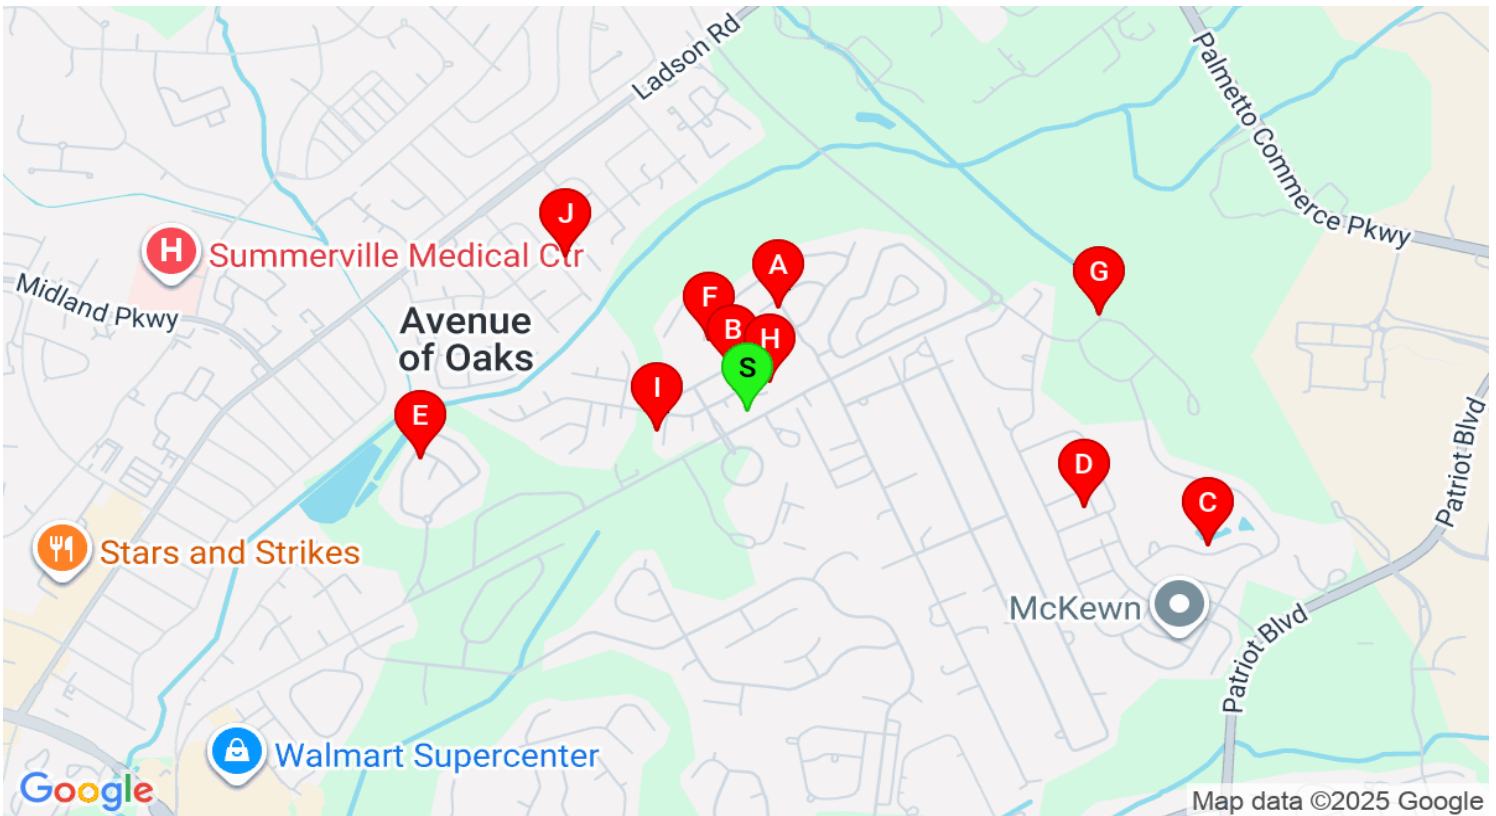 Ladson Rd
Palmetto Commerce Pkwy
J
H
Summerville Medical Ctr
A
G
Midland Pkwy
F
Avenue
of Oaks
B
H
S
I
E
Patriot Blvd
D
C
Stars and Strikes
McKewn
Patriot Blvd
Walmart Supercenter
Google
Map data ©2025 Google